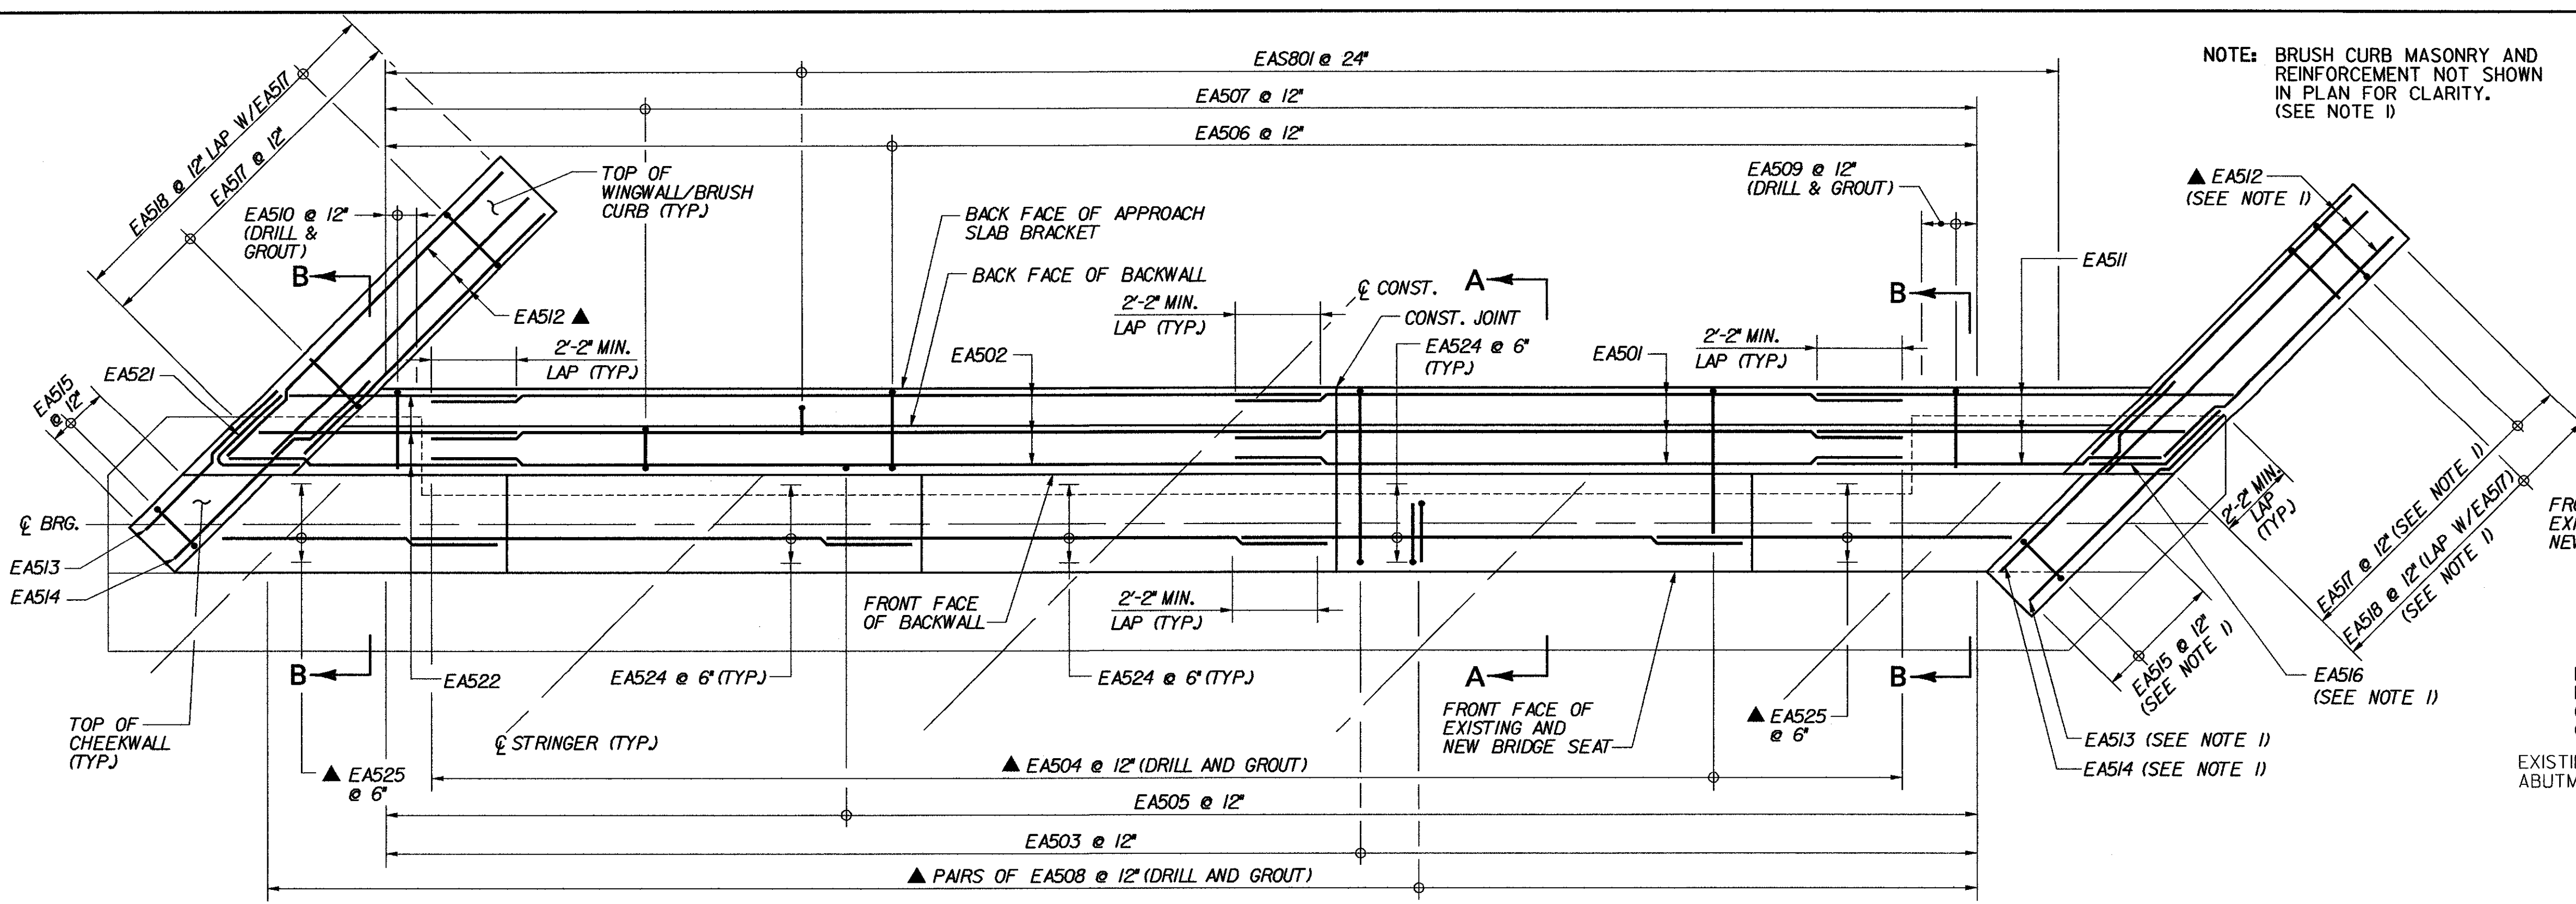 EAS801 @ 24"
EA507 @ 12"
EA506 @ 12"
NOTE: BRUSH CURB MASONRY AND
REINFORCEMENT NOT SHOWN
IN PLAN FOR CLARITY.
(SEE NOTE 1)
EA518 @ 12" LAP W/EA517
EA517 @ 12"
TOP OF
WINGWALL/BRUSH
CURB (TYP.)
EA510 @ 12"
(DRILL &
GROUT)
B
BACK FACE OF APPROACH
SLAB BRACKET
BACK FACE OF BACKWALL
EA509 @ 12"
(DRILL & GROUT)
▲ EA512
(SEE NOTE 1)
EA511
EA512 ▲
2'-2" MIN.
LAP (TYP.)
2'-2" MIN.
LAP (TYP.)
℄ CONST.
CONST. JOINT
A
B
EA502
EA524 @ 6"
(TYP.)
EA501
2'-2" MIN.
LAP (TYP.)
EA521
EA515
@ 12"
℄ BRG.
EA513
EA514
FRONT FACE
OF BACKWALL
2'-2" MIN.
LAP (TYP.)
2'-2" MIN.
LAP
(TYP.)
EA517 @ 12" (SEE NOTE 1)
EA518 @ 12" (LAP W/EA517)
(SEE NOTE 1)
EA515 @ 12"
(SEE NOTE 1)
FRO
EXI
NEW
B
EA522
EA524 @ 6" (TYP.)
EA524 @ 6" (TYP.)
A
B
EA516
(SEE NOTE 1)
TOP OF
CHEEKWALL
(TYP.)
℄ STRINGER (TYP.)
FRONT FACE OF
EXISTING AND
NEW BRIDGE SEAT
▲ EA525
@ 6"
EA513 (SEE NOTE 1)
EA514 (SEE NOTE 1)
▲ EA525
@ 6"
▲ EA504 @ 12" (DRILL AND GROUT)
EXISTI
ABUTM
EA505 @ 12"
EA503 @ 12"
▲ PAIRS OF EA508 @ 12" (DRILL AND GROUT)